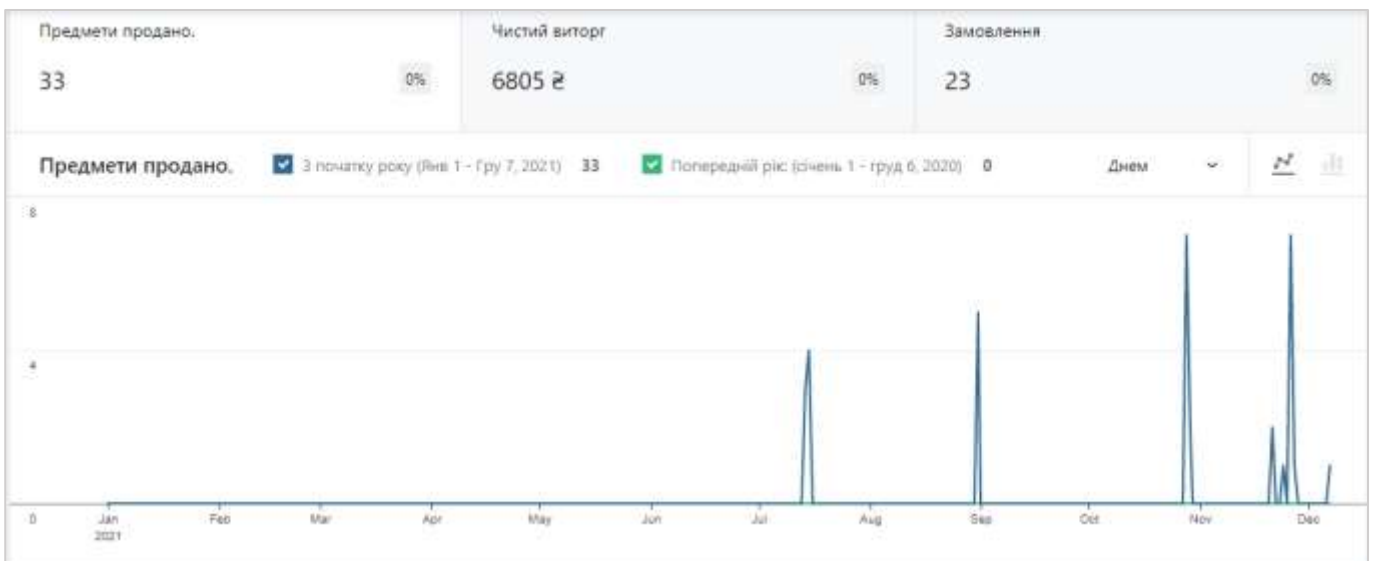 Предмети продано.
33
0%
Чистий виторг
6805 ₴
0%
Замовлення
23
0%
Предмети продано.
З початку року (Янв 1 - Гру 7, 2021) 33
Попередній рік: (січень 1 - груд 6, 2020) 0
Днем
8
4
0
Jan Feb Mar Apr May Jun Jul Aug Sep Oct Nov Dec
2021